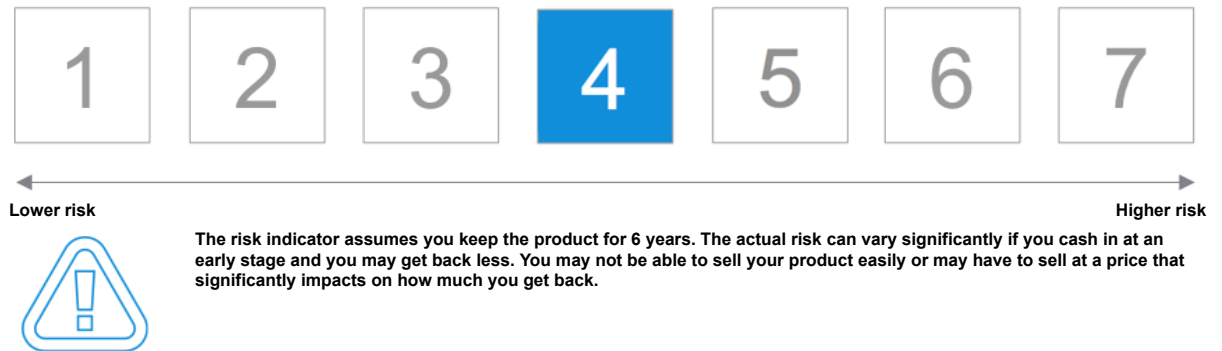 1 2 3 4 5 6 7
Lower risk Higher risk
The risk indicator assumes you keep the product for 6 years. The actual risk can vary significantly if you cash in at an
early stage and you may get back less. You may not be able to sell your product easily or may have to sell at a price that
significantly impacts on how much you get back.